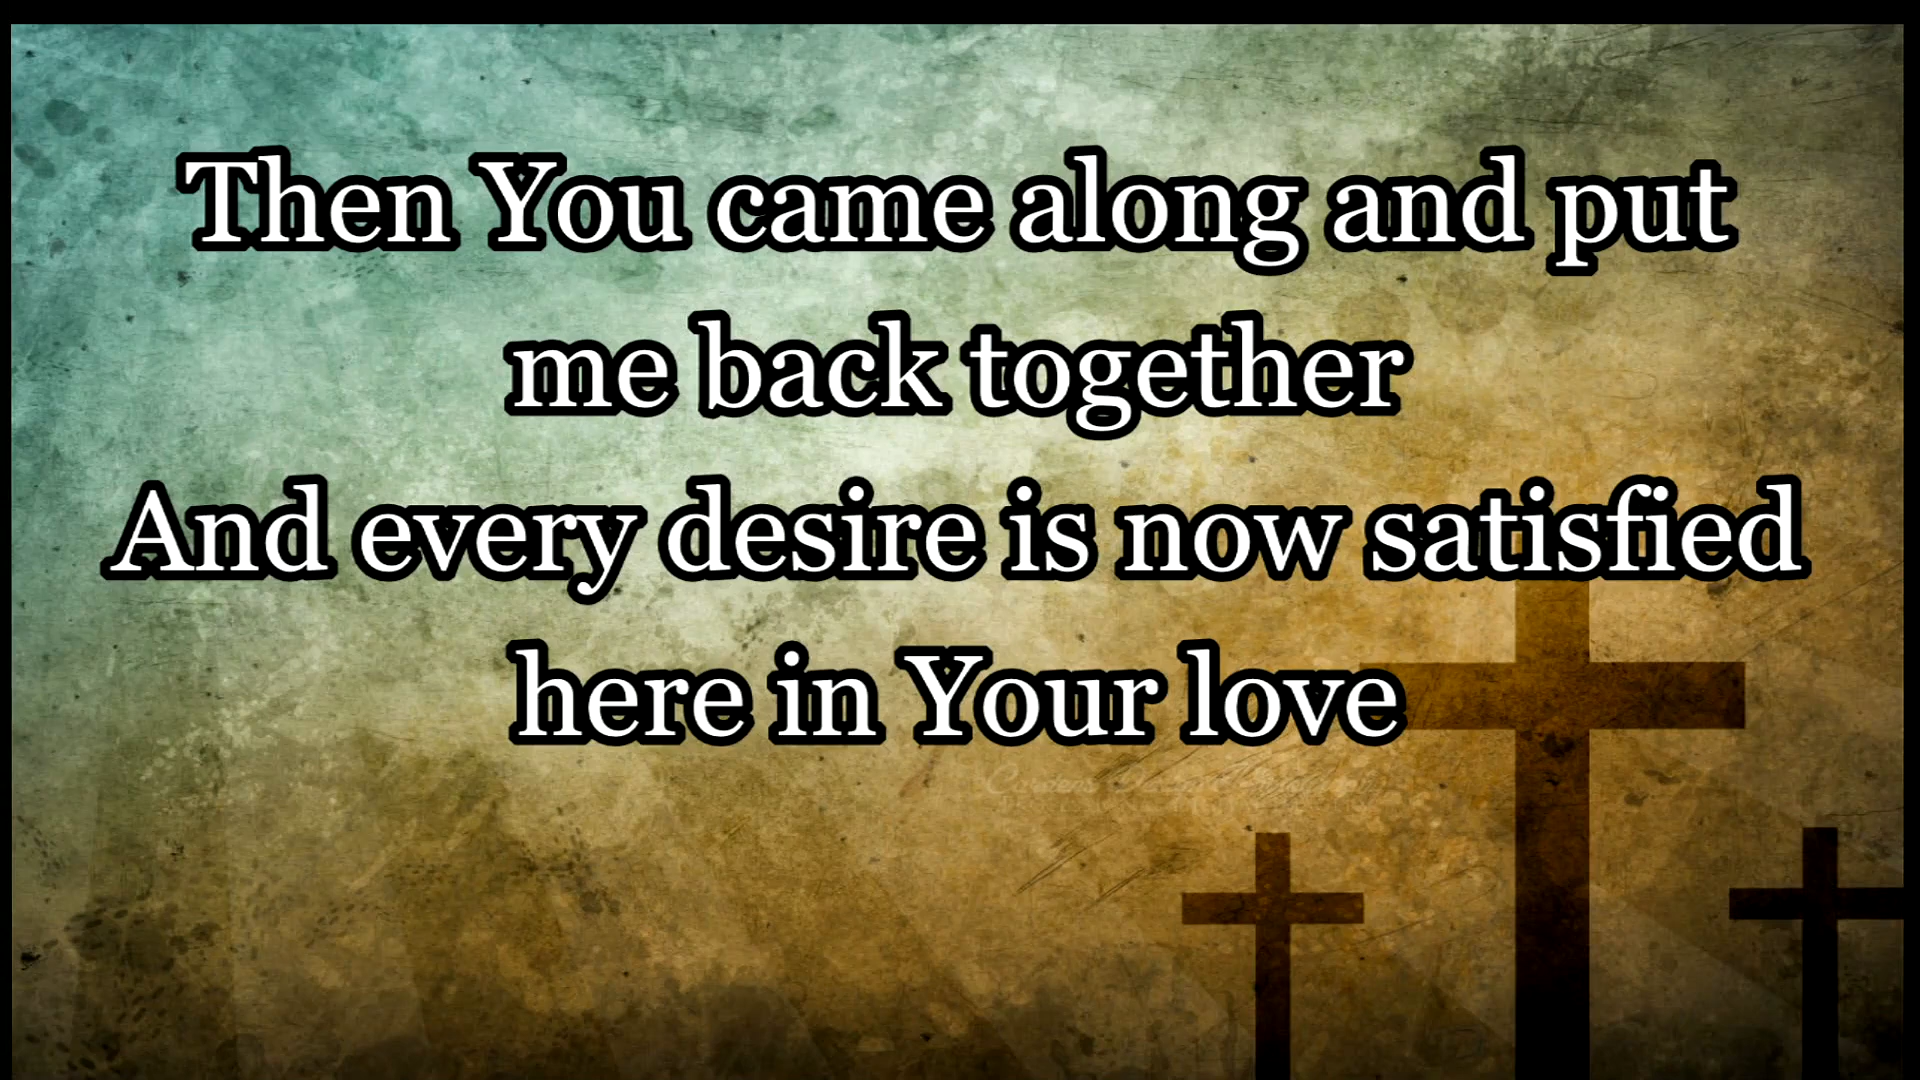 Then You came along and put
me back together
And every desire is now satisfied
here in Your love